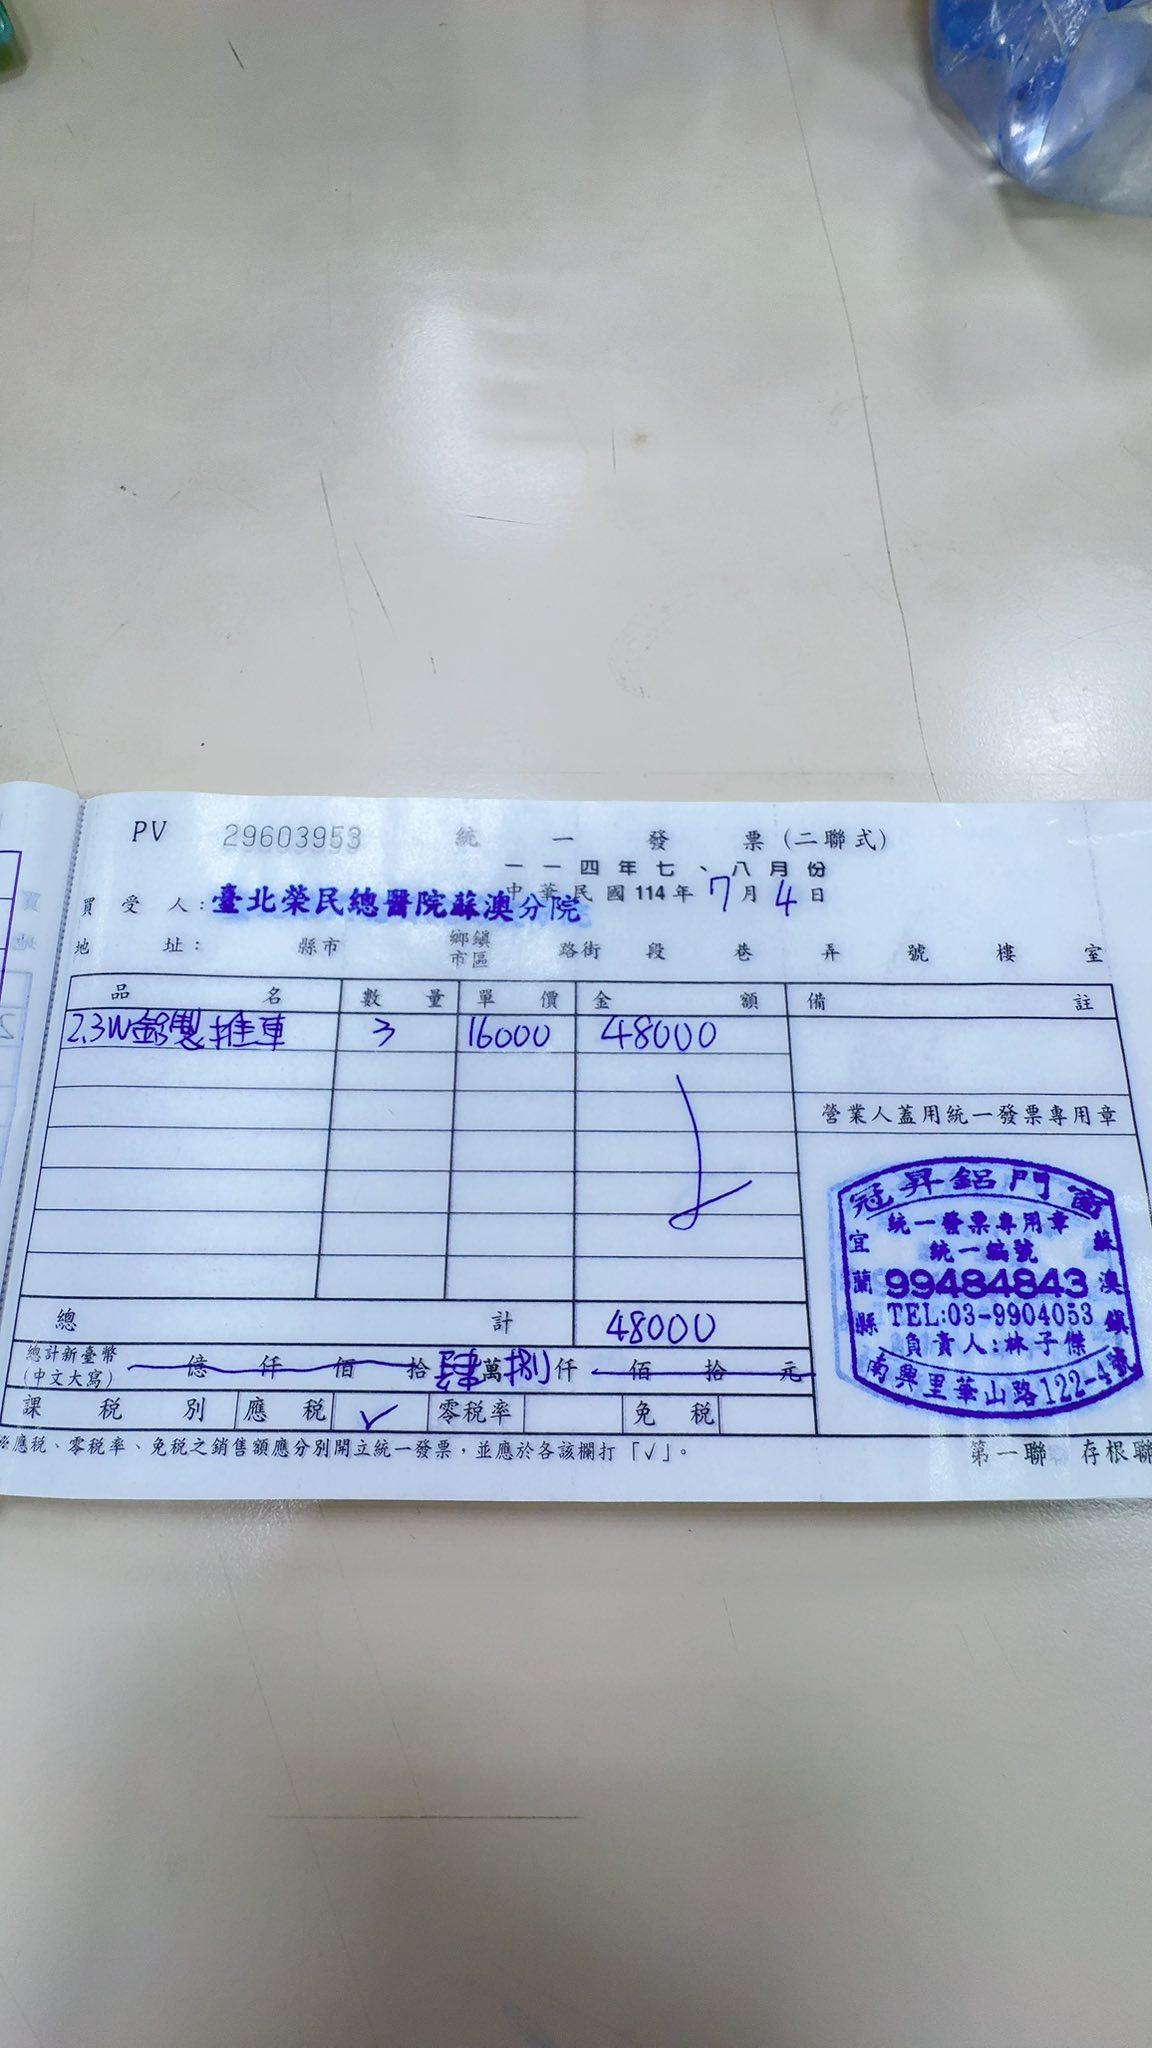 PV 29603953 統一發票(二聯式)
一一四年七、八月份
中華民國114年7月4日
買受人:臺北榮民總醫院蘇澳分院
地址: 縣市 鄉鎮市區 路街 段 巷 弄 號 樓 室
品名 數量 單價 金額 備註
2.3W鋁製推車 3 16000 48000
營業人蓋用統一發票專用章
冠昇鋁門窗
統一發票專用章
統一編號
99484843
TEL:03-9904053
負責人:林子傑
宜蘭縣
蘇澳鎮
南興里華山路122-4號
總計 48000
總計新臺幣
(中文大寫)
億仟佰拾肆萬捌仟佰拾元
課稅別 應稅 ✓ 零稅率 免稅
※應稅、零稅率、免稅之銷售額應分別開立統一發票,並應於各該欄打「✓」。
第一聯 存根聯